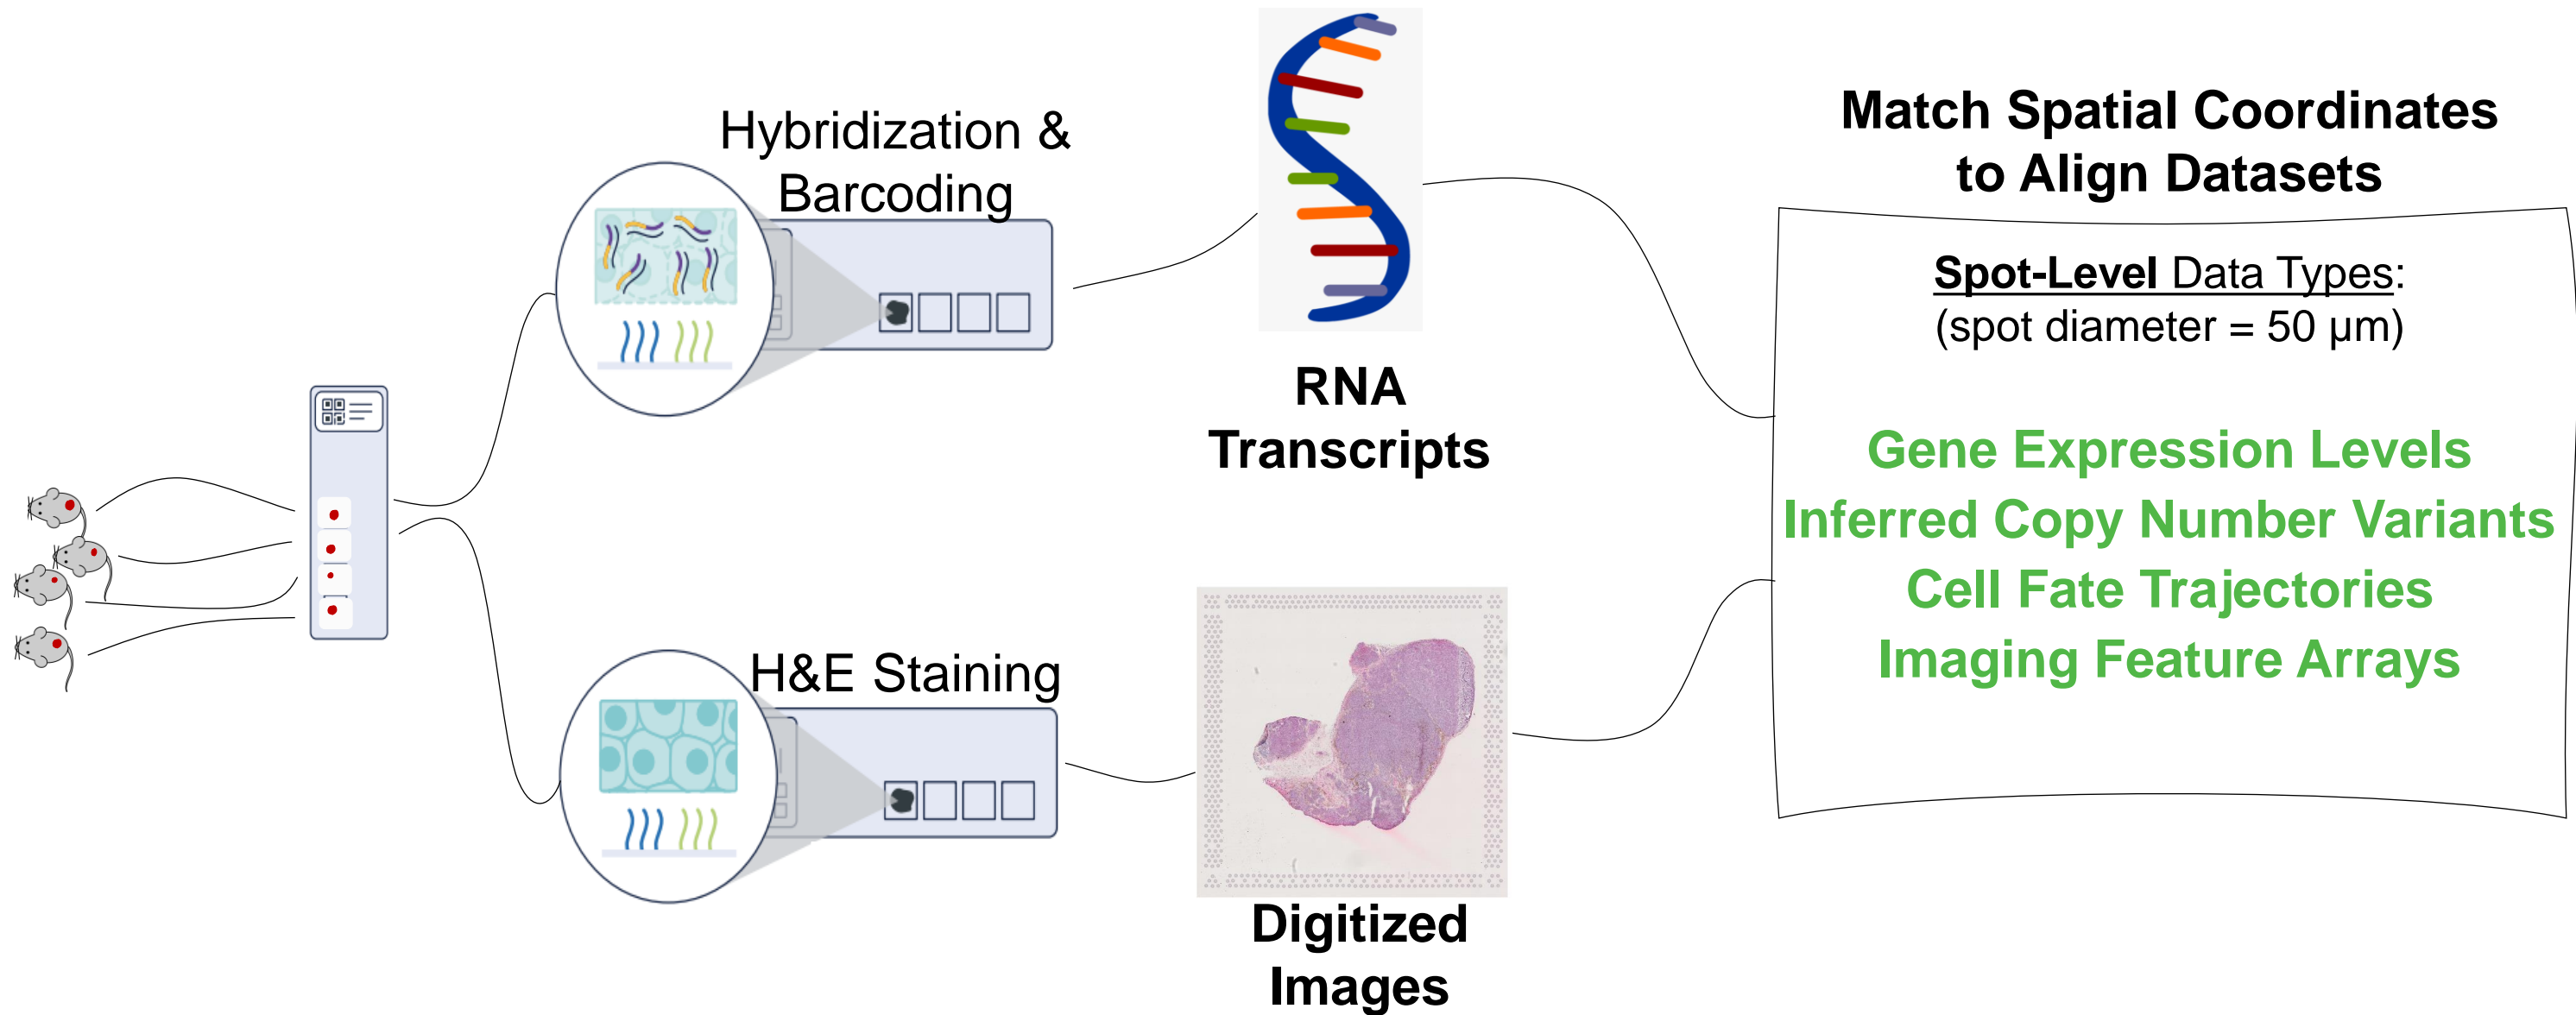 Hybridization &
Barcoding
RNA
Transcripts
H&E Staining
Digitized
Images
Match Spatial Coordinates
to Align Datasets
Spot-Level Data Types:
(spot diameter = 50 µm)
Gene Expression Levels
Inferred Copy Number Variants
Cell Fate Trajectories
Imaging Feature Arrays